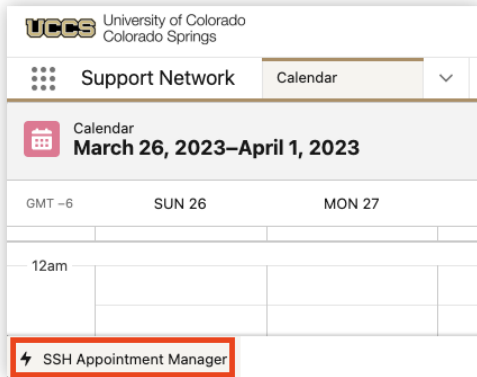 UCCS
University of Colorado
Colorado Springs
Support Network
Calendar
Calendar
March 26, 2023–April 1, 2023
GMT −6
SUN 26
MON 27
12am
SSH Appointment Manager